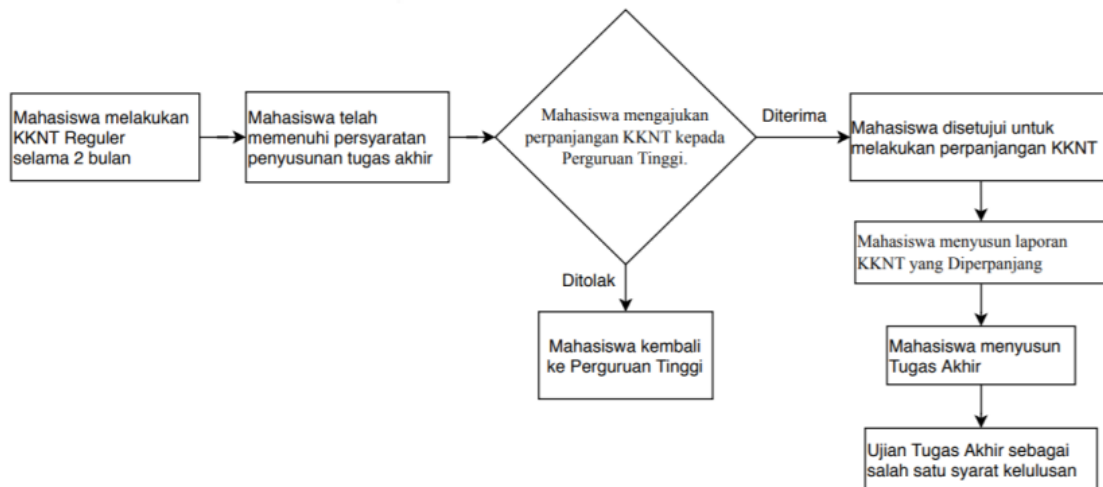 Mahasiswa melakukan
KKNT Reguler
selama 2 bulan
Mahasiswa telah
memenuhi persyaratan
penyusunan tugas akhir
Mahasiswa mengajukan
perpanjangan KKNT kepada
Perguruan Tinggi.
Diterima
Mahasiswa disetujui untuk
melakukan perpanjangan KKNT
Mahasiswa menyusun laporan
KKNT yang Diperpanjang
Ditolak
Mahasiswa kembali
ke Perguruan Tinggi
Mahasiswa menyusun
Tugas Akhir
Ujian Tugas Akhir sebagai
salah satu syarat kelulusan